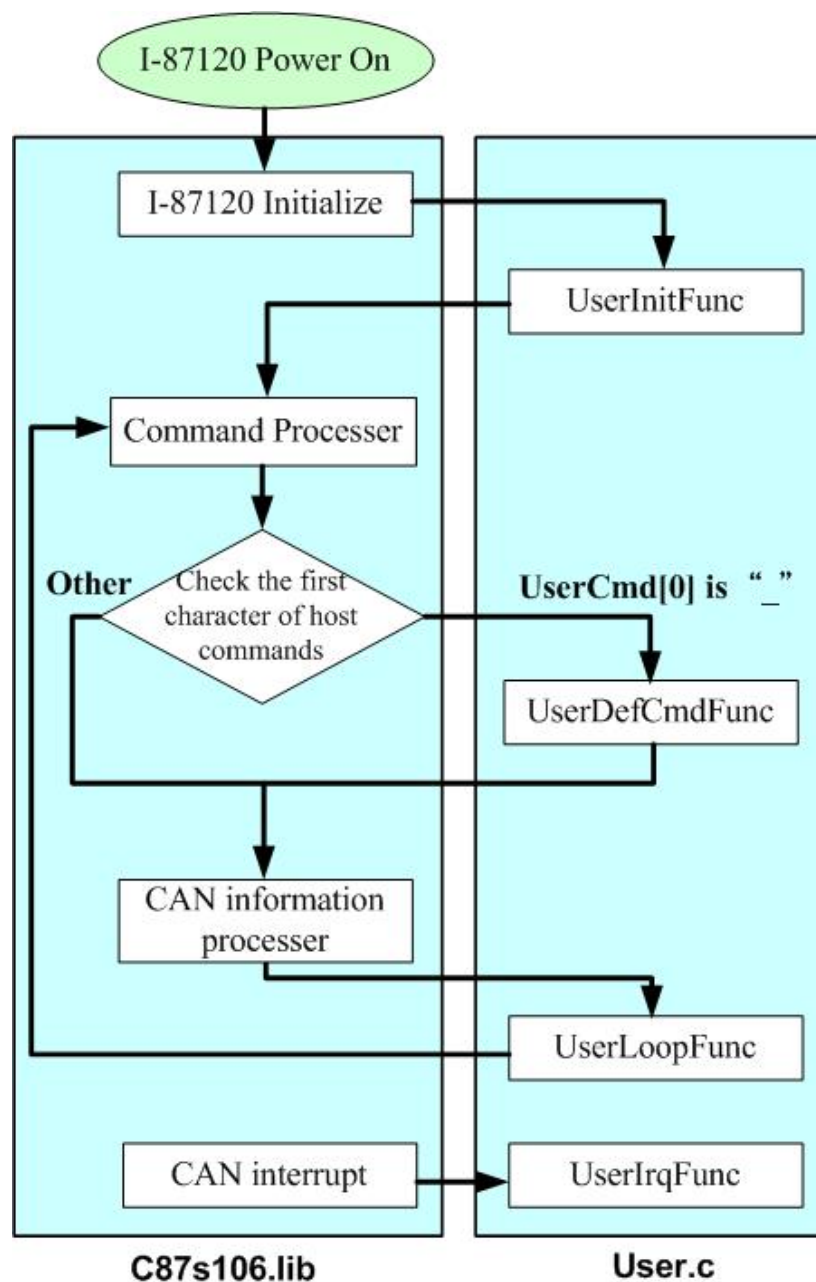 I-87120 Power On
I-87120 Initialize
UserInitFunc
Command Processer
Other
Check the first
character of host
commands
UserCmd[0] is “_”
UserDefCmdFunc
CAN information
processer
UserLoopFunc
CAN interrupt
UserIrqFunc
C87s106.lib
User.c